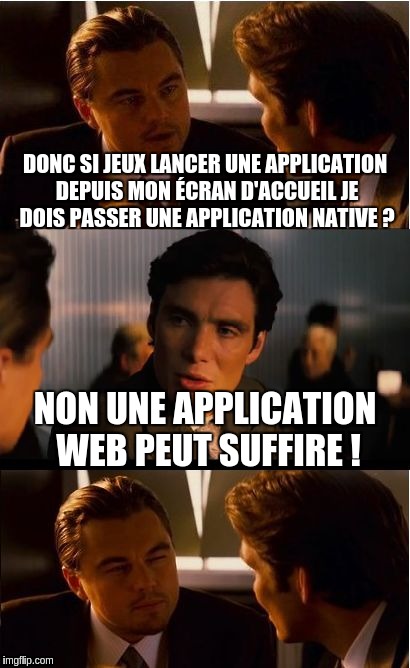 DONC SI JEUX LANCER UNE APPLICATION
DEPUIS MON ÉCRAN D'ACCUEIL JE
DOIS PASSER UNE APPLICATION NATIVE ?
NON UNE APPLICATION
WEB PEUT SUFFIRE !
imgflip.com